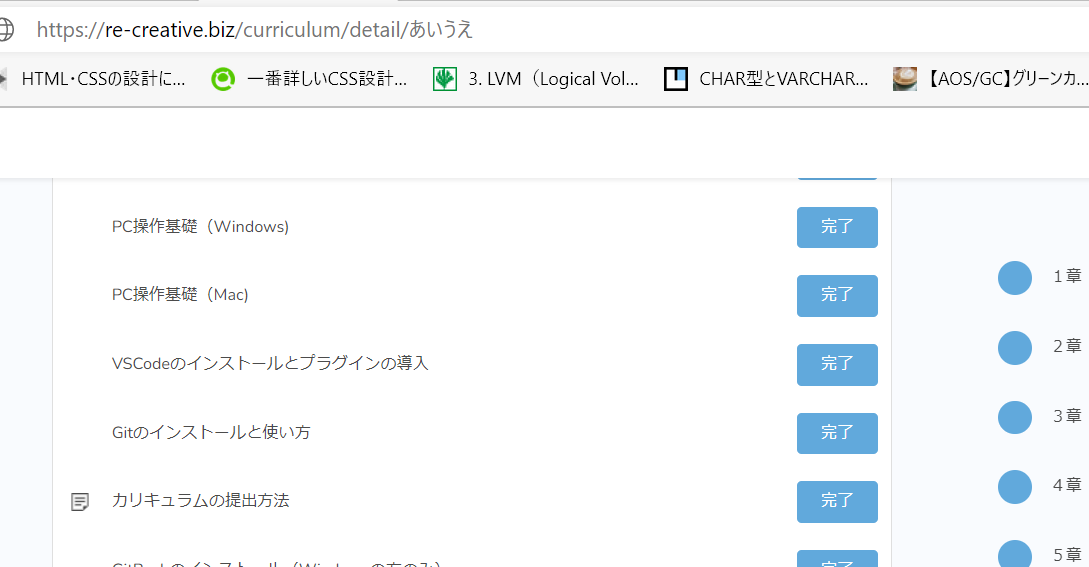 https://re-creative.biz/curriculum/detail/あいうえ
HTML･CSSの設計に...
一番詳しいCSS設計...
3. LVM（Logical Vol...
CHAR型とVARCHAR...
【AOS/GC】グリーンカ...
PC操作基礎（Windows)
完了
PC操作基礎（Mac)
完了
VSCodeのインストールとプラグインの導入
完了
Gitのインストールと使い方
完了
カリキュラムの提出方法
完了
1章
2章
3章
4章
5章